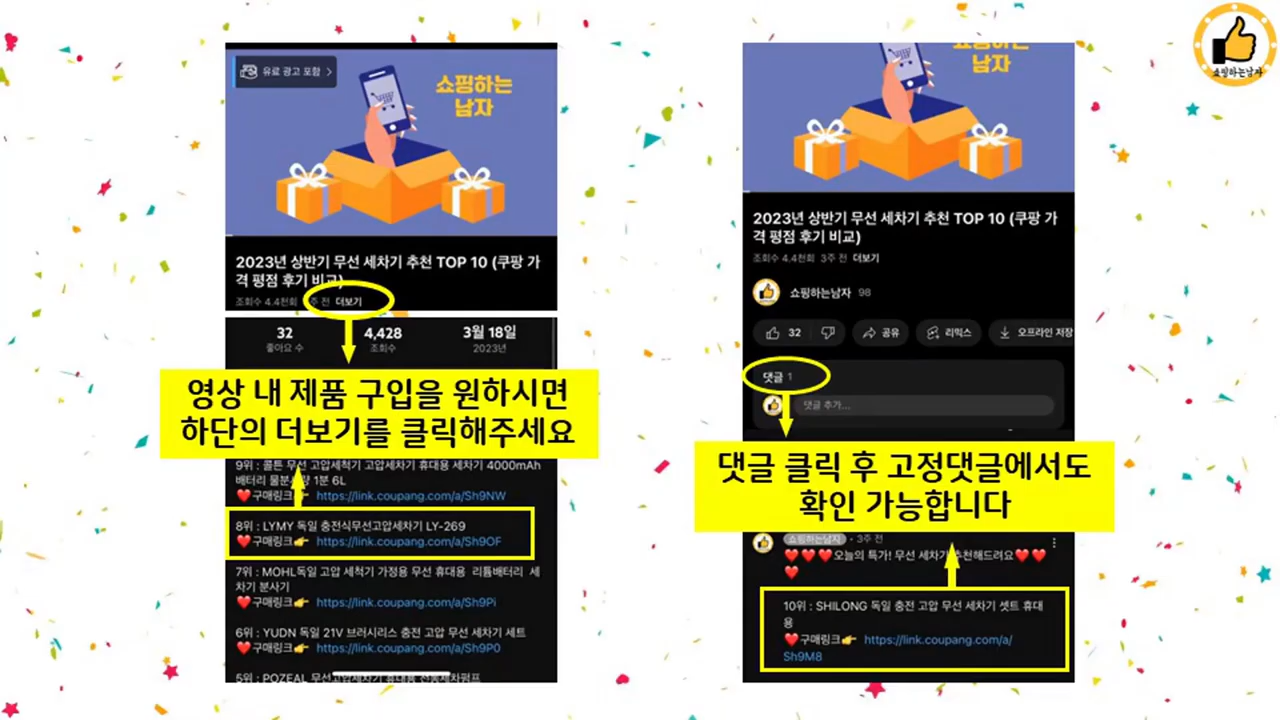 유료 광고 포함
쇼핑하는
남자
2023년 상반기 무선 세차기 추천 TOP 10 (쿠팡 가
격 평점 후기 비교)
조회수 4.4천회 주 전 더보기
32
4,428
3월 18일
좋아요 수
조회수
2023년
영상 내 제품 구입을 원하시면
하단의 더보기를 클릭해주세요
9위 : 콜튼 무선 고압세척기 고압세차기 휴대용 세차기 4000mAh
배터리 물분사량 1분 6L
구매링크 https://link.coupang.com/a/Sh9NW
8위 : LYMY 독일 충전식무선고압세차기 LY-269
구매링크 https://link.coupang.com/a/Sh9OF
7위 : MOHL독일 고압 세척기 가정용 무선 휴대용 리튬배터리 세
차기 분사기
구매링크 https://link.coupang.com/a/Sh9Pi
6위 : YUDN 독일 21V 브러시리스 충전 고압 무선 세차기 세트
구매링크 https://link.coupang.com/a/Sh9P0
5위 : POZEAL 무선고압세차기 휴대용 전동세차펌프
쇼핑하는
남자
2023년 상반기 무선 세차기 추천 TOP 10 (쿠팡 가
격 평점 후기 비교)
조회수 4.4천회 3주 전 더보기
쇼핑하는남자 98
32
공유
리믹스
오프라인 저장
댓글 1
댓글 추가...
댓글 클릭 후 고정댓글에서도
확인 가능합니다
쇼핑하는남자 · 3주 전
오늘의 특가! 무선 세차기 추천해드려요
10위 : SHILONG 독일 충전 고압 무선 세차기 셋트 휴대
용
구매링크 https://link.coupang.com/a/
Sh9M8
쇼핑하는남자